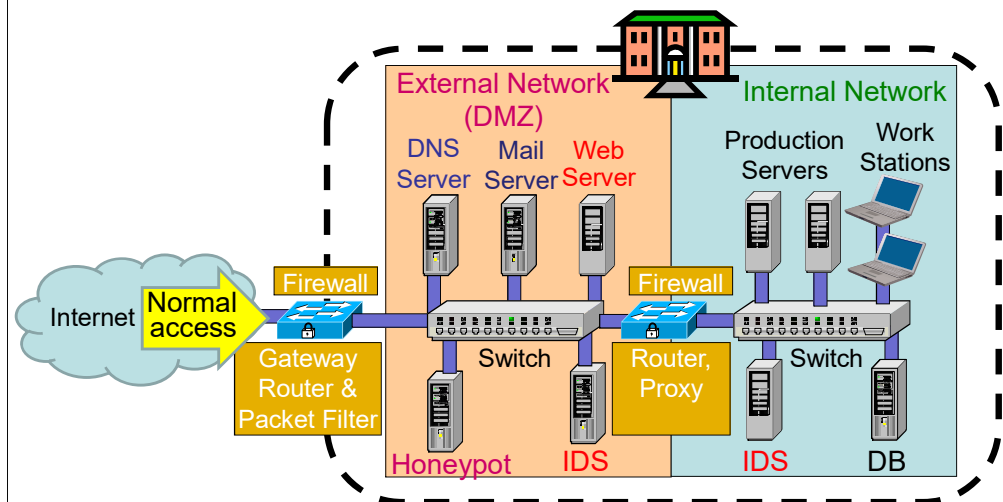 External Network
(DMZ)
Internal Network
DNS
Server
Mail
Server
Web
Server
Production
Servers
Work
Stations
Internet
Normal
access
Firewall
Gateway
Router &
Packet Filter
Switch
Firewall
Router,
Proxy
Switch
Honeypot
IDS
IDS
DB